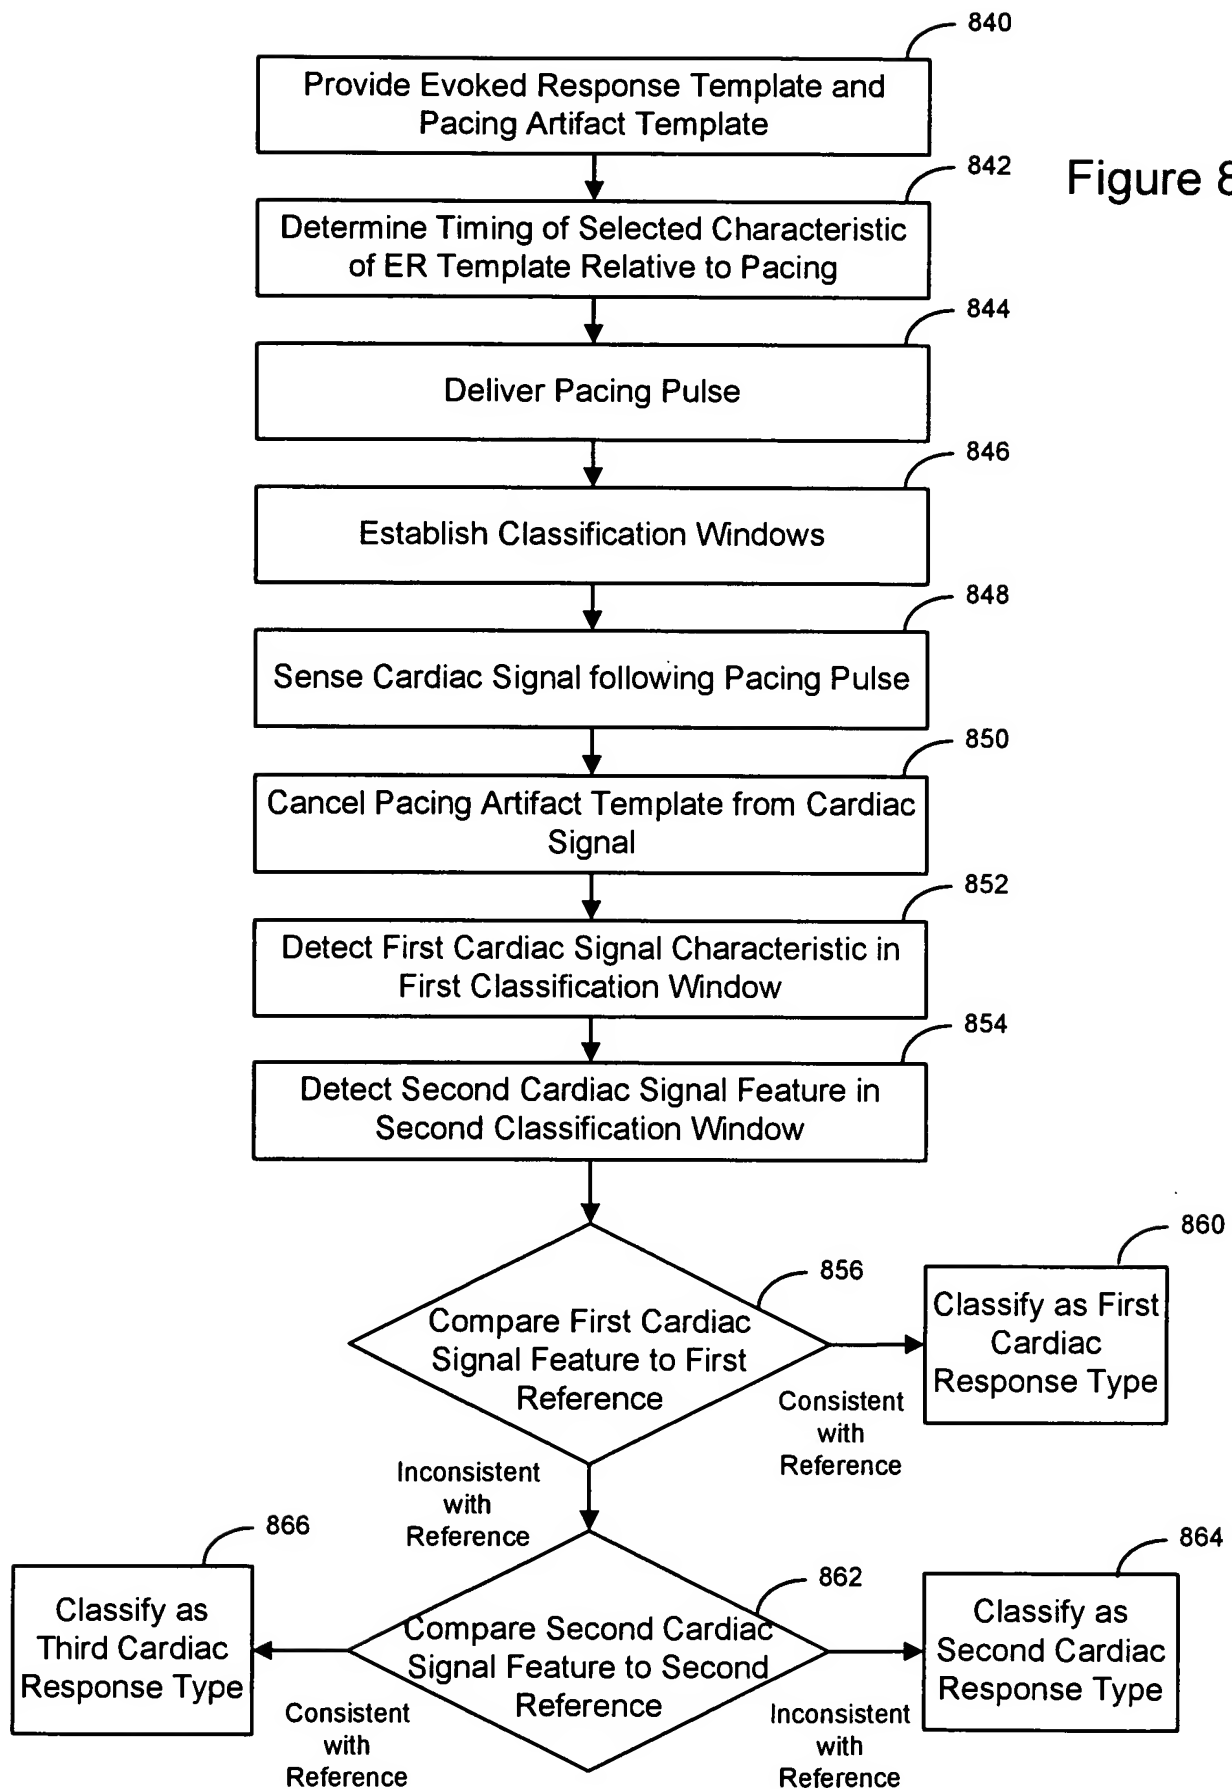 840
Provide Evoked Response Template and
Pacing Artifact Template
Figure 8
842
Determine Timing of Selected Characteristic
of ER Template Relative to Pacing
844
Deliver Pacing Pulse
846
Establish Classification Windows
848
Sense Cardiac Signal following Pacing Pulse
850
Cancel Pacing Artifact Template from Cardiac
Signal
852
Detect First Cardiac Signal Characteristic in
First Classification Window
854
Detect Second Cardiac Signal Feature in
Second Classification Window
856
Compare First Cardiac
Signal Feature to First
Reference
860
Classify as First
Cardiac
Response Type
Consistent
with
Reference
Inconsistent
with
Reference
862
Compare Second Cardiac
Signal Feature to Second
Reference
866
Classify as
Third Cardiac
Response Type
Consistent
with
Reference
864
Classify as
Second Cardiac
Response Type
Inconsistent
with
Reference